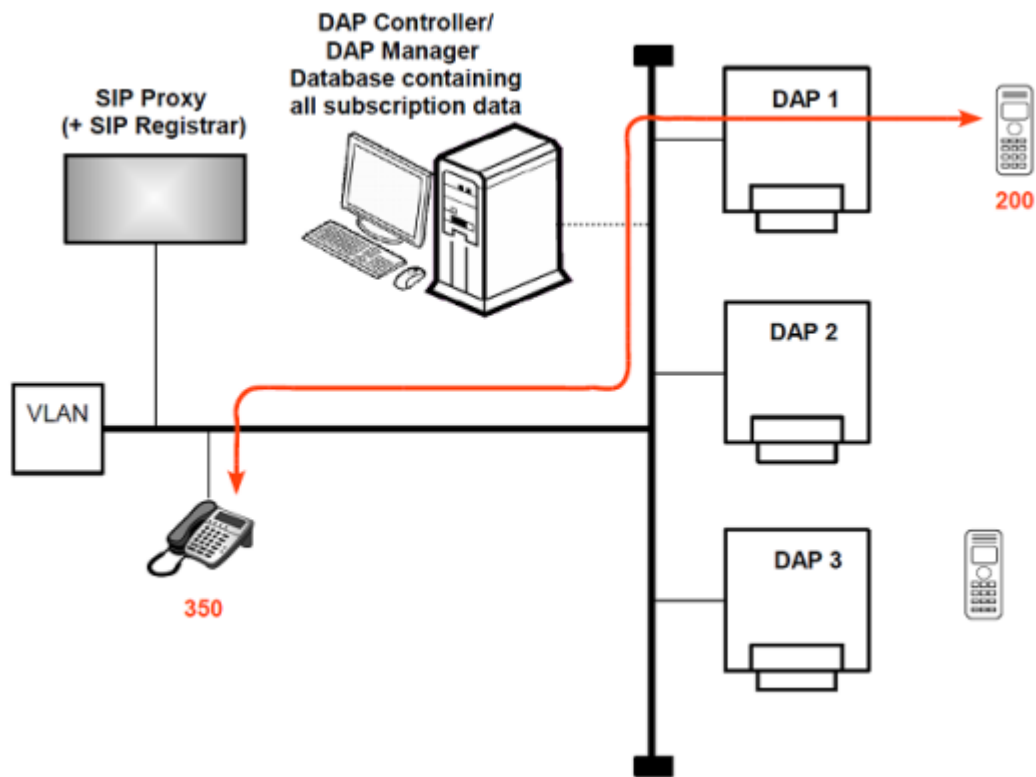 DAP Controller/
DAP Manager
Database containing
all subscription data
SIP Proxy
(+ SIP Registrar)
DAP 1
200
DAP 2
VLAN
DAP 3
350